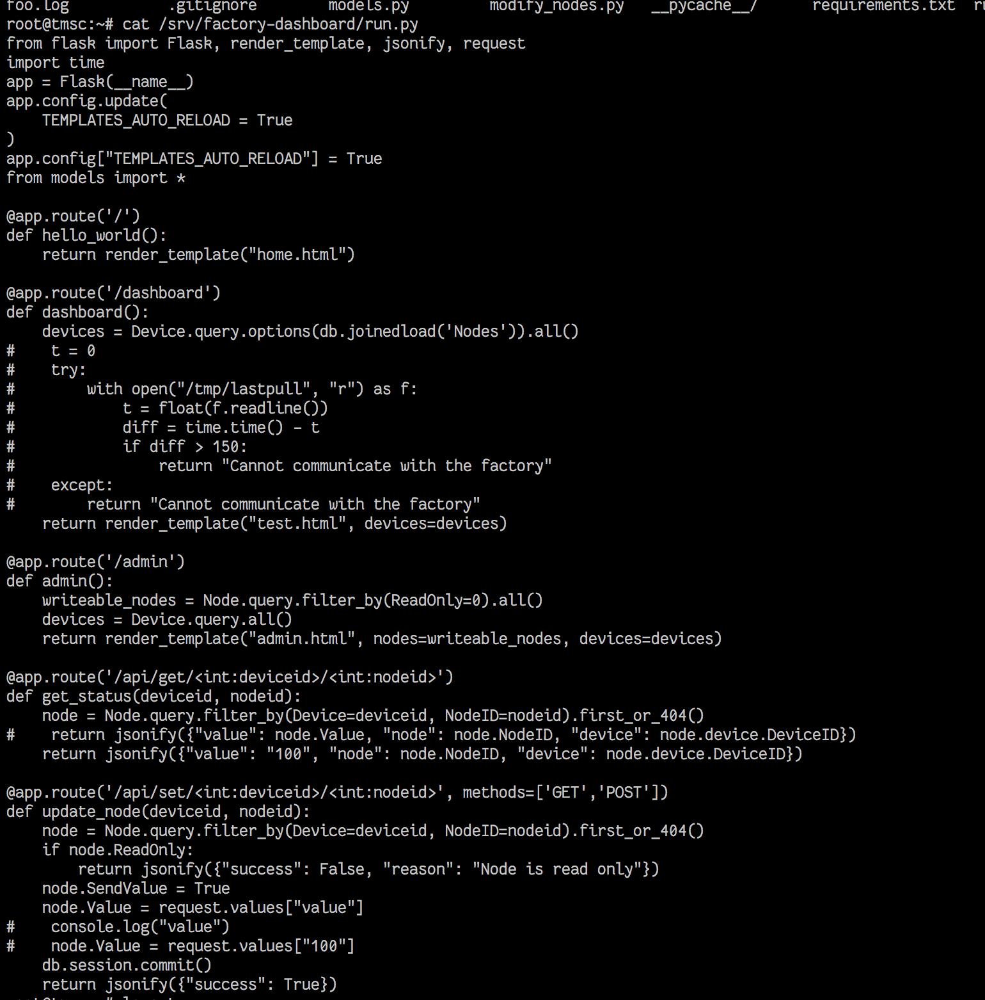 foo.log .gitignore models.py modify_nodes.py __pycache__/ requirements.txt
root@tmsc:~# cat /srv/factory-dashboard/run.py
from flask import Flask, render_template, jsonify, request
import time
app = Flask(__name__)
app.config.update(
    TEMPLATES_AUTO_RELOAD = True
)
app.config["TEMPLATES_AUTO_RELOAD"] = True
from models import *

@app.route('/')
def hello_world():
    return render_template("home.html")

@app.route('/dashboard')
def dashboard():
    devices = Device.query.options(db.joinedload('Nodes')).all()
#    t = 0
#    try:
#        with open("/tmp/lastpull", "r") as f:
#            t = float(f.readline())
#            diff = time.time() - t
#            if diff > 150:
#                return "Cannot communicate with the factory"
#    except:
#        return "Cannot communicate with the factory"
    return render_template("test.html", devices=devices)

@app.route('/admin')
def admin():
    writeable_nodes = Node.query.filter_by(ReadOnly=0).all()
    devices = Device.query.all()
    return render_template("admin.html", nodes=writeable_nodes, devices=devices)

@app.route('/api/get/<int:deviceid>/<int:nodeid>')
def get_status(deviceid, nodeid):
    node = Node.query.filter_by(Device=deviceid, NodeID=nodeid).first_or_404()
#    return jsonify({"value": node.Value, "node": node.NodeID, "device": node.device.DeviceID})
    return jsonify({"value": "100", "node": node.NodeID, "device": node.device.DeviceID})

@app.route('/api/set/<int:deviceid>/<int:nodeid>', methods=['GET','POST'])
def update_node(deviceid, nodeid):
    node = Node.query.filter_by(Device=deviceid, NodeID=nodeid).first_or_404()
    if node.ReadOnly:
        return jsonify({"success": False, "reason": "Node is read only"})
    node.SendValue = True
    node.Value = request.values["value"]
#    console.log("value")
#    node.Value = request.values["100"]
    db.session.commit()
    return jsonify({"success": True})